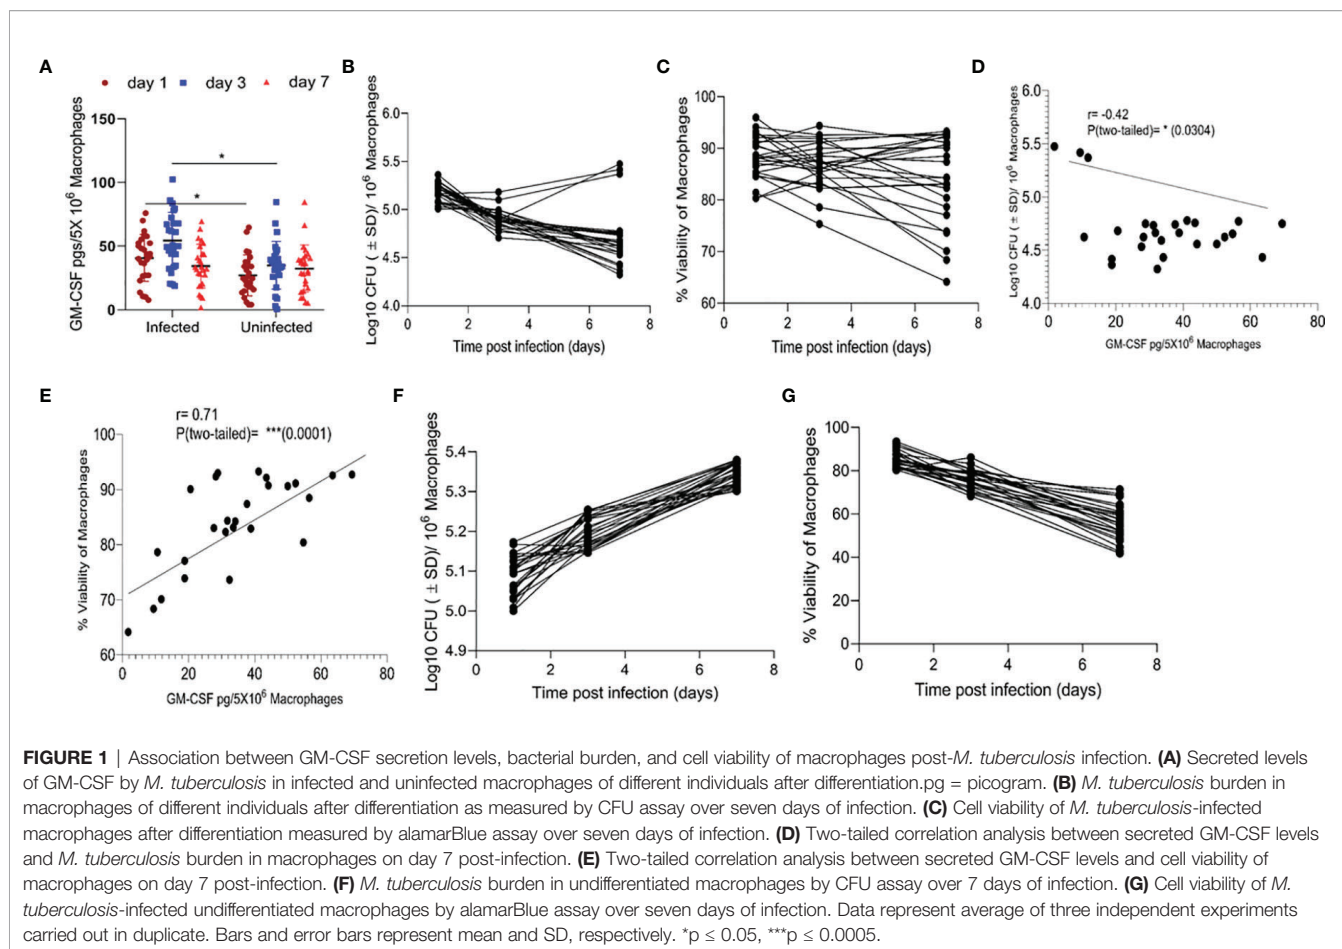 A
day 1 day 3 day 7
GM-CSF pgs/5X 10⁶ Macrophages
150
100
50
0
*
*
Infected Uninfected
B
Log10 CFU ( ± SD)/ 10⁶ Macrophages
6.0
5.5
5.0
4.5
4.0
0 2 4 6 8
Time post infection (days)
C
% Viability of Macrophages
100
90
80
70
60
0 2 4 6 8
Time post infection (days)
D
r= -0.42
P(two-tailed)= * (0.0304)
Log10 CFU ( ± SD)/ 10⁶ Macrophages
6.0
5.5
5.0
4.5
4.0
0 20 40 60 80
GM-CSF pg/5X10⁶ Macrophages
E
r= 0.71
P(two-tailed)= ***(0.0001)
% Viability of Macrophages
100
90
80
70
60
0 20 40 60 80
GM-CSF pg/5X10⁶ Macrophages
F
Log10 CFU ( ± SD)/ 10⁶ Macrophages
5.4
5.3
5.2
5.1
5.0
4.9
0 2 4 6 8
Time post infection (days)
G
% Viability of Macrophages
100
80
60
40
20
0
0 2 4 6 8
Time post infection (days)
FIGURE 1 | Association between GM-CSF secretion levels, bacterial burden, and cell viability of macrophages post-M. tuberculosis infection. (A) Secreted levels
of GM-CSF by M. tuberculosis in infected and uninfected macrophages of different individuals after differentiation.pg = picogram. (B) M. tuberculosis burden in
macrophages of different individuals after differentiation as measured by CFU assay over seven days of infection. (C) Cell viability of M. tuberculosis-infected
macrophages after differentiation measured by alamarBlue assay over seven days of infection. (D) Two-tailed correlation analysis between secreted GM-CSF levels
and M. tuberculosis burden in macrophages on day 7 post-infection. (E) Two-tailed correlation analysis between secreted GM-CSF levels and cell viability of
macrophages on day 7 post-infection. (F) M. tuberculosis burden in undifferentiated macrophages by CFU assay over 7 days of infection. (G) Cell viability of M.
tuberculosis-infected undifferentiated macrophages by alamarBlue assay over seven days of infection. Data represent average of three independent experiments
carried out in duplicate. Bars and error bars represent mean and SD, respectively. *p ≤ 0.05, ***p ≤ 0.0005.